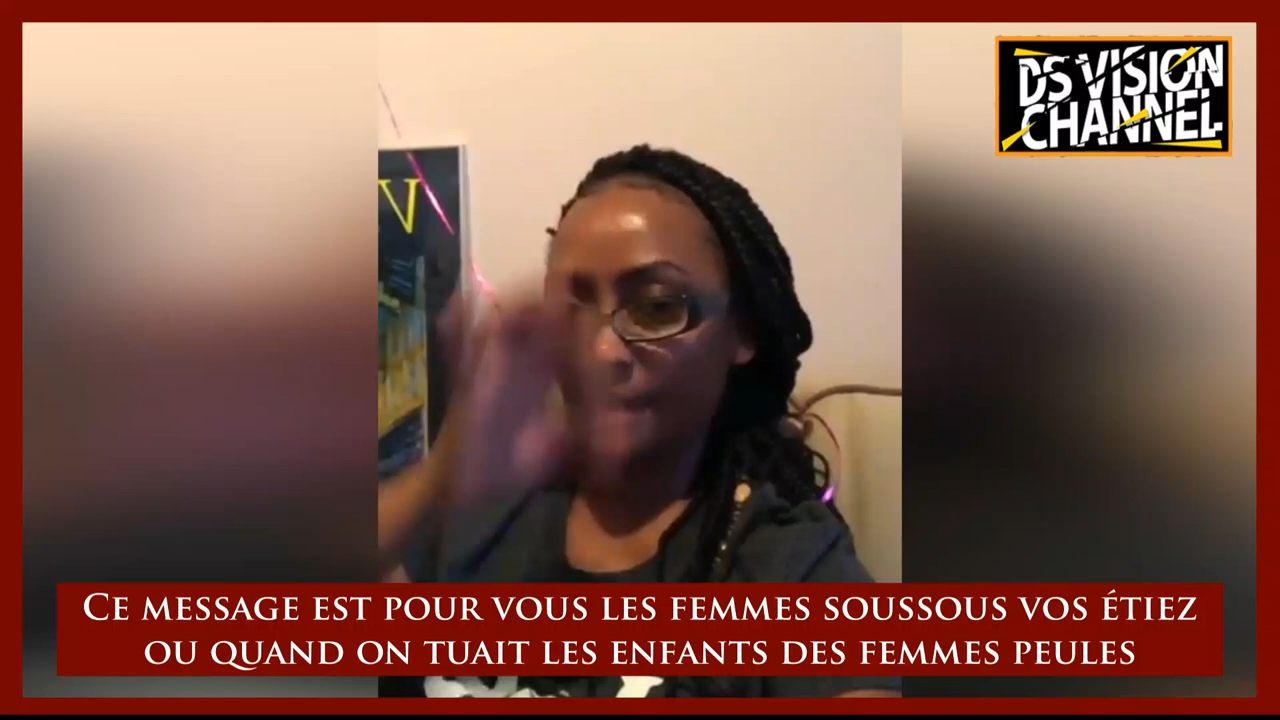 DS VISION
CHANNEL
V
Ce message est pour vous les femmes soussous vos étiez
ou quand on tuait les enfants des femmes peules